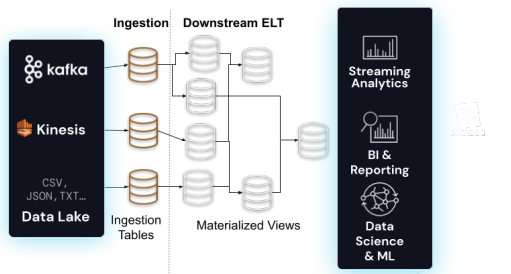 Ingestion
Downstream ELT
kafka
Kinesis
CSV,
JSON,TXT…
Data Lake
Ingestion
Tables
Materialized Views
Streaming
Analytics
BI &
Reporting
Data
Science
& ML